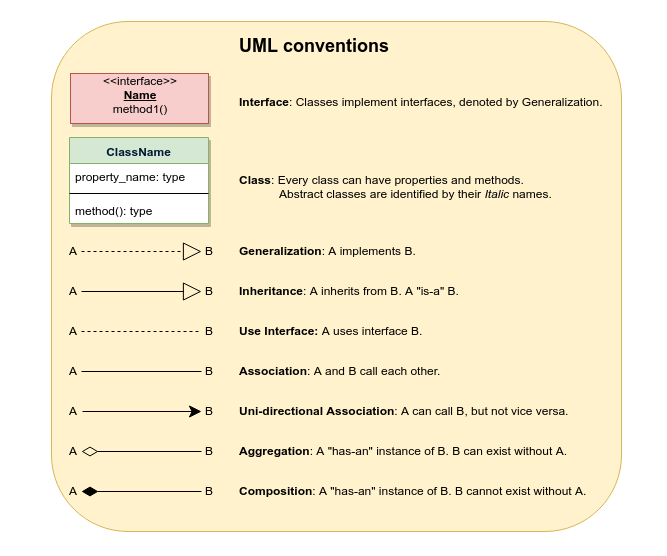 UML conventions
<<interface>>
Name
method1()
Interface: Classes implement interfaces, denoted by Generalization.
ClassName
property_name: type
method(): type
Class: Every class can have properties and methods.
Abstract classes are identified by their Italic names.
A B Generalization: A implements B.
A B Inheritance: A inherits from B. A "is-a" B.
A B Use Interface: A uses interface B.
A B Association: A and B call each other.
A B Uni-directional Association: A can call B, but not vice versa.
A B Aggregation: A "has-an" instance of B. B can exist without A.
A B Composition: A "has-an" instance of B. B cannot exist without A.